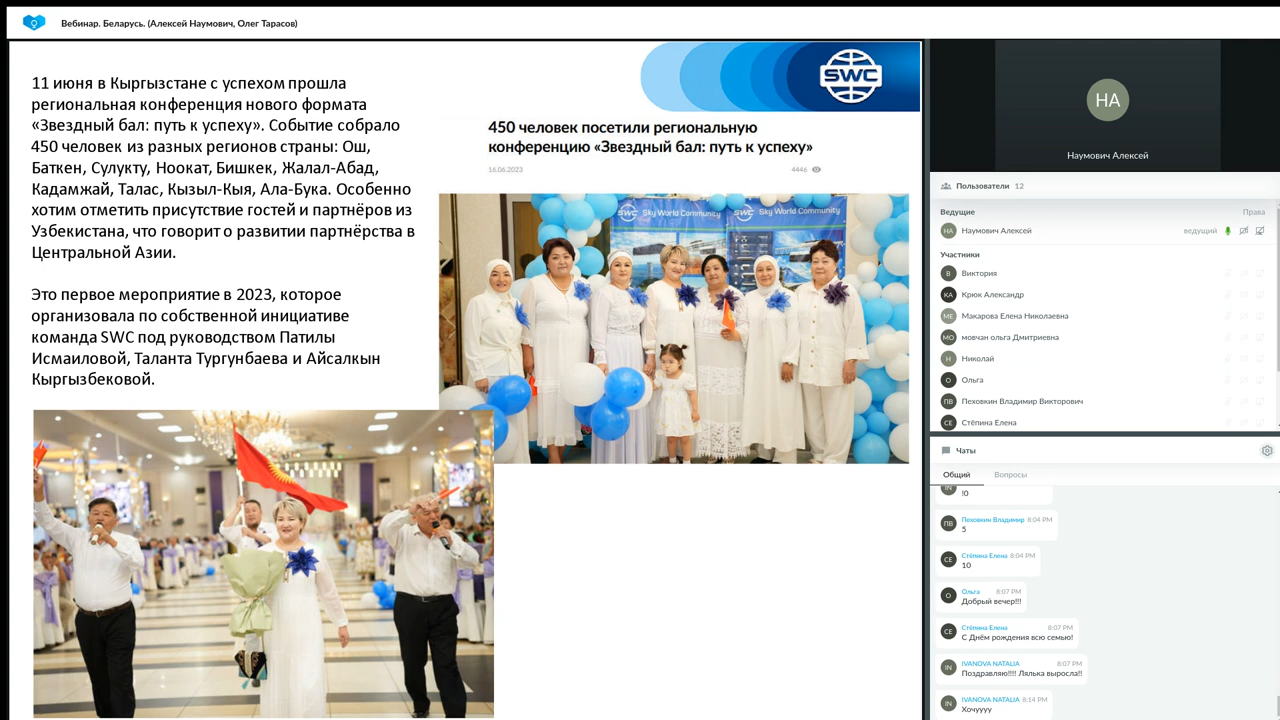 Вебинар. Беларусь. (Алексей Наумович, Олег Тарасов)
11 июня в Кыргызстане с успехом прошла
региональная конференция нового формата
«Звездный бал: путь к успеху». Событие собрало
450 человек из разных регионов страны: Ош,
Баткен, Сулукту, Ноокат, Бишкек, Жалал-Абад,
Кадамжай, Талас, Кызыл-Кыя, Ала-Бука. Особенно
хотим отметить присутствие гостей и партнёров из
Узбекистана, что говорит о развитии партнёрства в
Центральной Азии.
Это первое мероприятие в 2023, которое
организовала по собственной инициативе
команда SWC под руководством Патилы
Исмаиловой, Таланта Тургунбаева и Айсалкын
Кыргызбековой.
SWC
450 человек посетили региональную
конференцию «Звездный бал: путь к успеху»
16.06.2023 4446
SWC Sky World Community SWC Sky World Community
НА
Наумович Алексей
Пользователи 12
Ведущие Права
НА Наумович Алексей ведущий
Участники
В Виктория
КА Крюк Александр
МЕ Макарова Елена Николаевна
МО мовчан ольга Дмитриевна
Н Николай
О Ольга
ПВ Пеховкин Владимир Викторович
СЕ Стёпина Елена
Чаты
Общий Вопросы
IN
!0
ПВ Пеховкин Владимир 8:04 PM
5
СЕ Стёпина Елена 8:04 PM
10
О Ольга 8:07 PM
Добрый вечер!!!
СЕ Стёпина Елена 8:07 PM
С Днём рождения всю семью!
IN IVANOVA NATALIA 8:07 PM
Поздравляю!!!! Лялька выросла!!
IN IVANOVA NATALIA 8:14 PM
Хочуууу